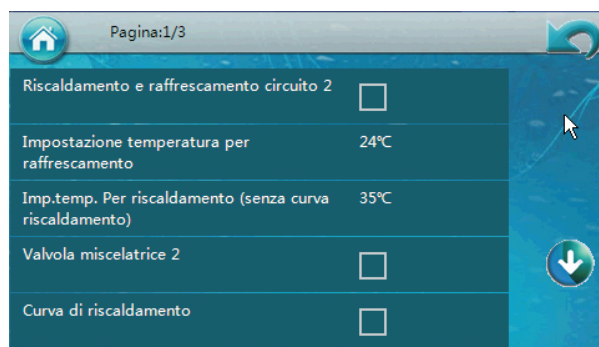 Pagina:1/3
Riscaldamento e raffrescamento circuito 2
Impostazione temperatura per
raffrescamento
24℃
Imp.temp. Per riscaldamento (senza curva
riscaldamento)
35℃
Valvola miscelatrice 2
Curva di riscaldamento